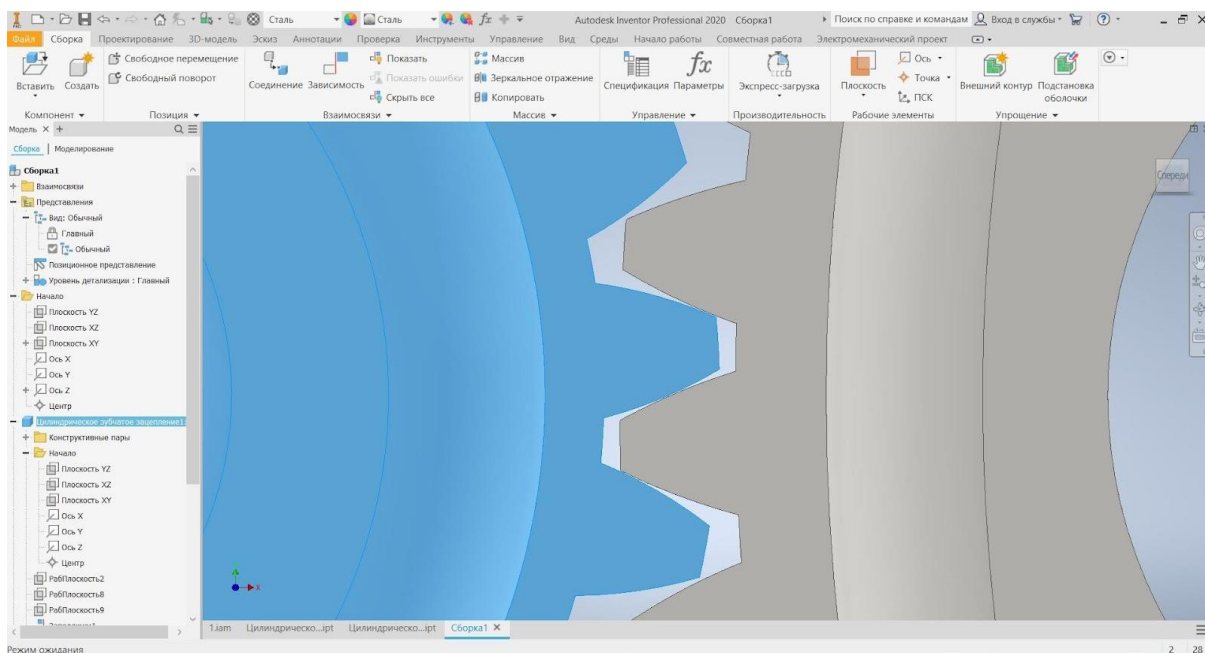 Сталь Сталь Autodesk Inventor Professional 2020 Сборка1 Поиск по справке и командам Вход в службы
Файл Сборка Проектирование 3D-модель Эскиз Аннотации Проверка Инструменты Управление Вид Среды Начало работы Совместная работа Электромеханический проект
Вставить
Создать
Свободное перемещение
Свободный поворот
Соединение
Зависимость
Показать
Показать ошибки
Скрыть все
Массив
Зеркальное отражение
Копировать
Спецификация
Параметры
Экспресс-загрузка
Плоскость
Ось
Точка
ПСК
Внешний контур
Подстановка
оболочки
Компонент Позиция Взаимосвязи Массив Управление Производительность Рабочие элементы Упрощение
Модель
Сборка Моделирование
Сборка1
Взаимосвязи
Представления
Вид: Обычный
Главный
Обычный
Позиционное представление
Уровень детализации : Главный
Начало
Плоскость YZ
Плоскость XZ
Плоскость XY
Ось X
Ось Y
Ось Z
Центр
Цилиндрическое зубчатое зацепление1
Конструктивные пары
Начало
Плоскость YZ
Плоскость XZ
Плоскость XY
Ось X
Ось Y
Ось Z
Центр
РабПлоскость2
РабПлоскость8
РабПлоскость9
Спереди
X
1.iam Цилиндрическо...ipt Цилиндрическо...ipt Сборка1
Режим ожидания 2 28